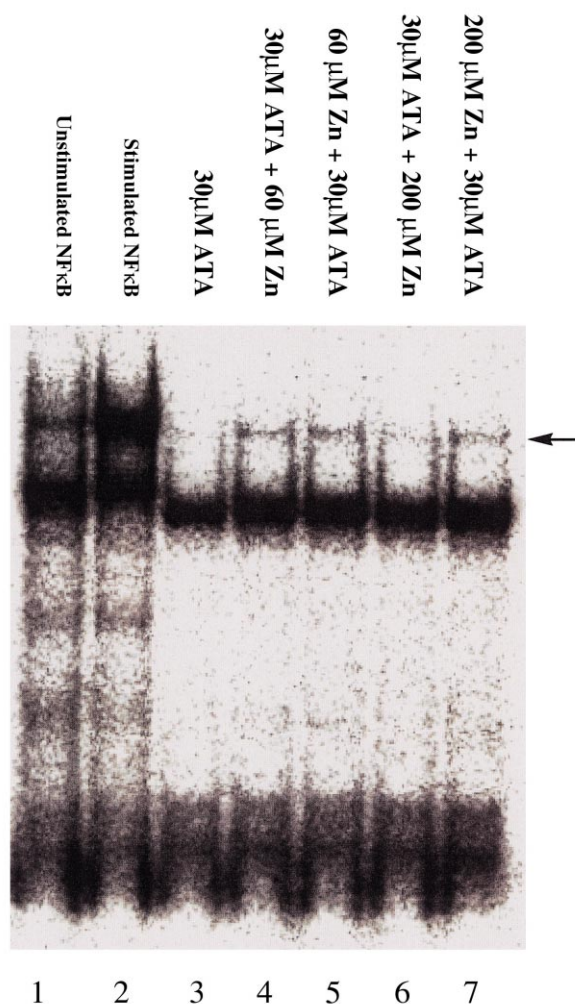 Unstimulated NFκB
Stimulated NFκB
30μM ATA
30μM ATA + 60 μM Zn
60 μM Zn + 30μM ATA
30μM ATA + 200 μM Zn
200 μM Zn + 30μM ATA
1 2 3 4 5 6 7